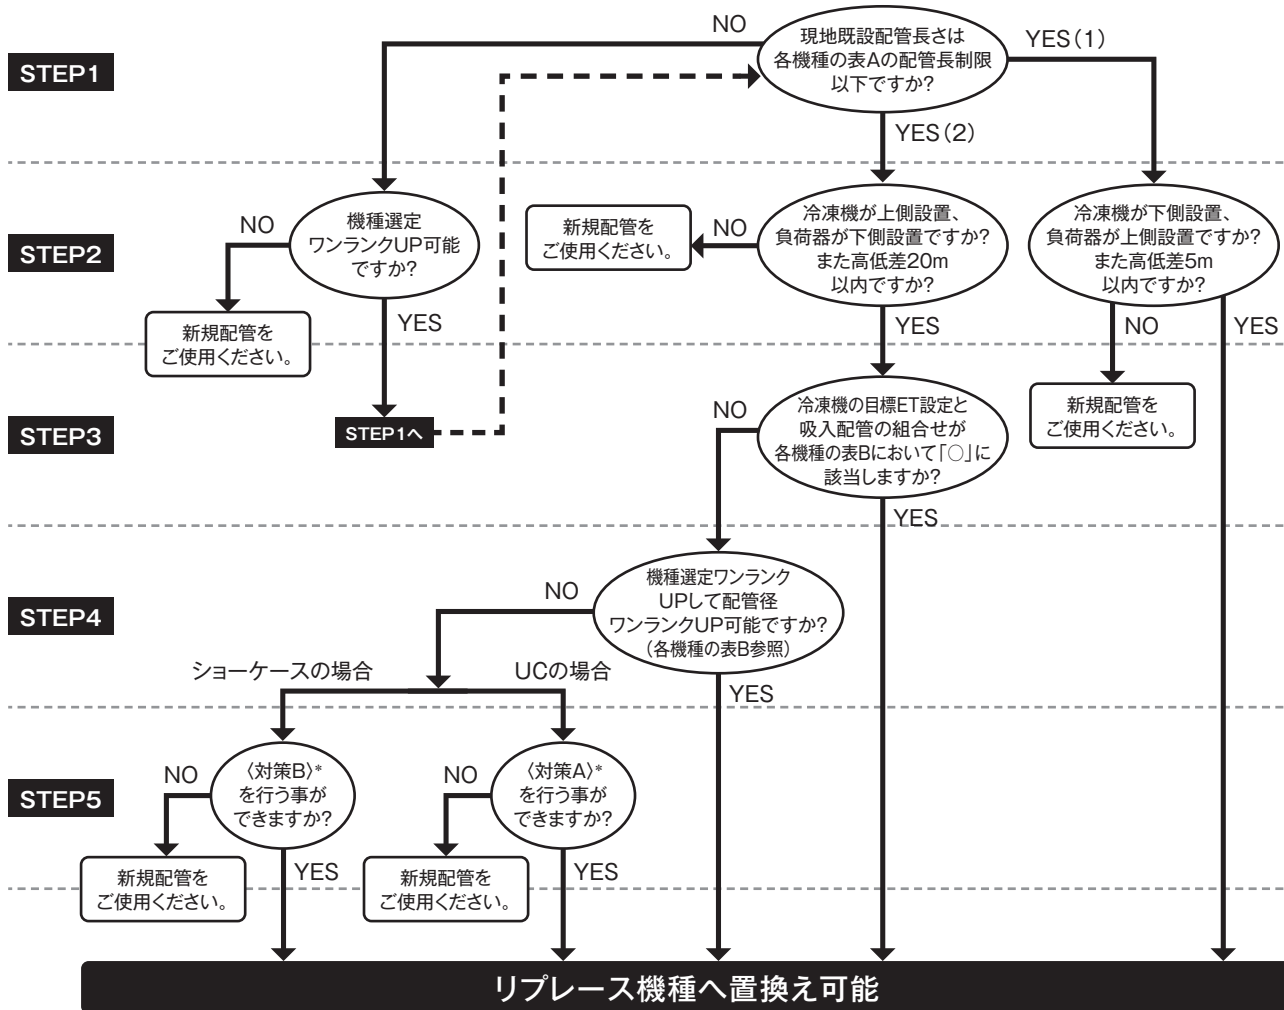 STEP1
NO
現地既設配管長さは
各機種の表Aの配管長制限
以下ですか?
YES(1)
YES(2)
STEP2
NO
機種選定
ワンランクUP可能
ですか?
新規配管を
ご使用ください。
YES
新規配管を
ご使用ください。
NO
冷凍機が上側設置、
負荷器が下側設置ですか?
また高低差20m
以内ですか?
YES
冷凍機が下側設置、
負荷器が上側設置ですか?
また高低差5m
以内ですか?
NO
YES
STEP3
STEP1へ
NO
冷凍機の目標ET設定と
吸入配管の組合せが
各機種の表Bにおいて「○」に
該当しますか?
YES
新規配管を
ご使用ください。
STEP4
NO
機種選定ワンランク
UPして配管径
ワンランクUP可能ですか?
(各機種の表B参照)
YES
ショーケースの場合
UCの場合
STEP5
NO
〈対策B〉*
を行う事が
できますか?
YES
新規配管を
ご使用ください。
NO
〈対策A〉*
を行う事が
できますか?
YES
新規配管を
ご使用ください。
リプレース機種へ置換え可能